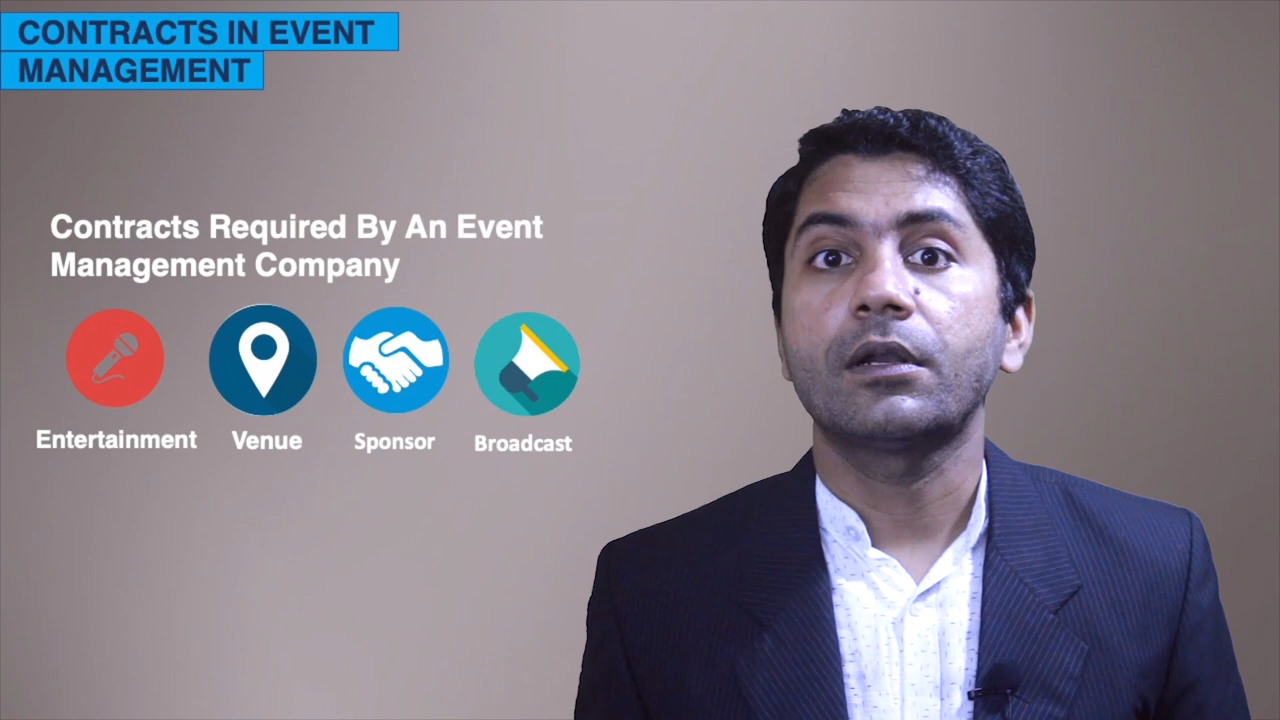 CONTRACTS IN EVENT
MANAGEMENT
Contracts Required By An Event
Management Company
Entertainment
Venue
Sponsor
Broadcast